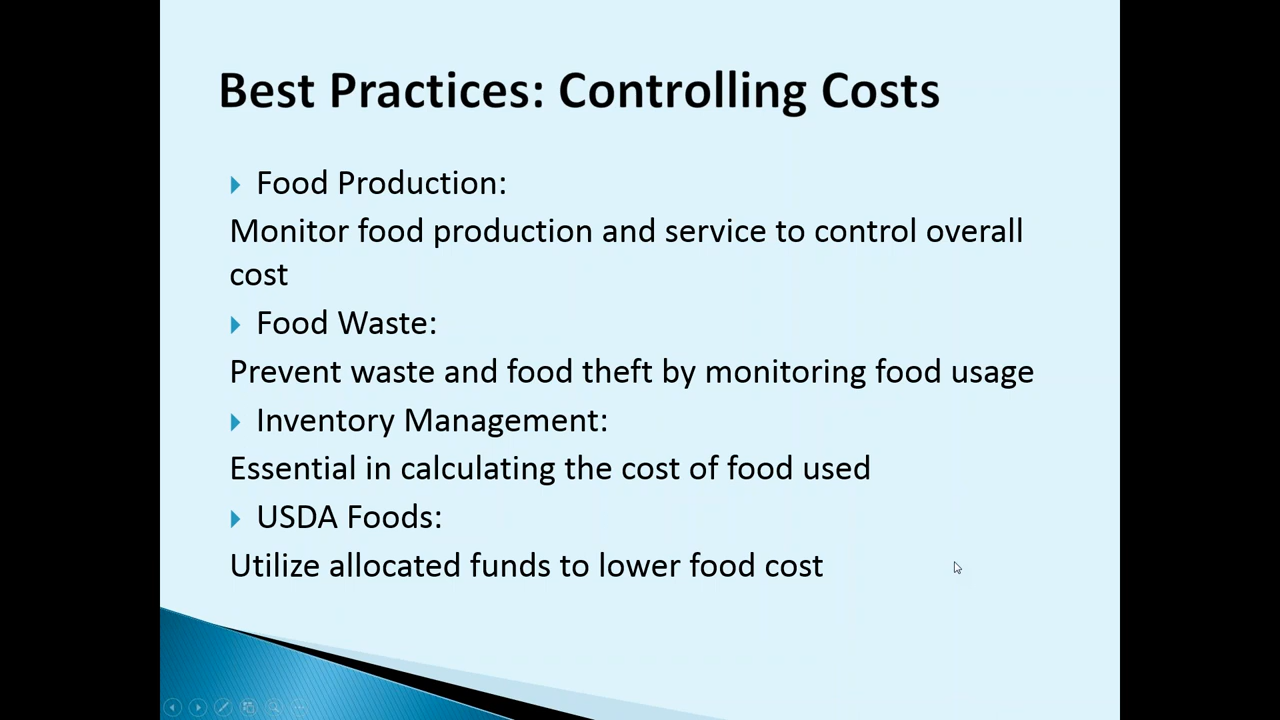 Best Practices: Controlling Costs
Food Production:
Monitor food production and service to control overall
cost
Food Waste:
Prevent waste and food theft by monitoring food usage
Inventory Management:
Essential in calculating the cost of food used
USDA Foods:
Utilize allocated funds to lower food cost